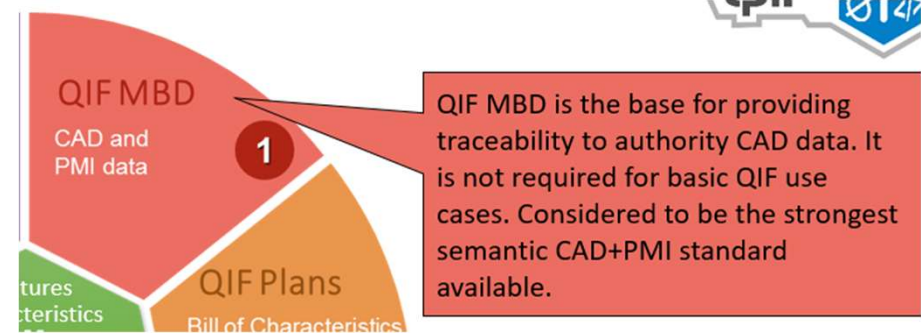 QIF MBD
CAD and
PMI data
1
QIF MBD is the base for providing
traceability to authority CAD data. It
is not required for basic QIF use
cases. Considered to be the strongest
semantic CAD+PMI standard
available.
QIF Plans
Bill of Characteristics